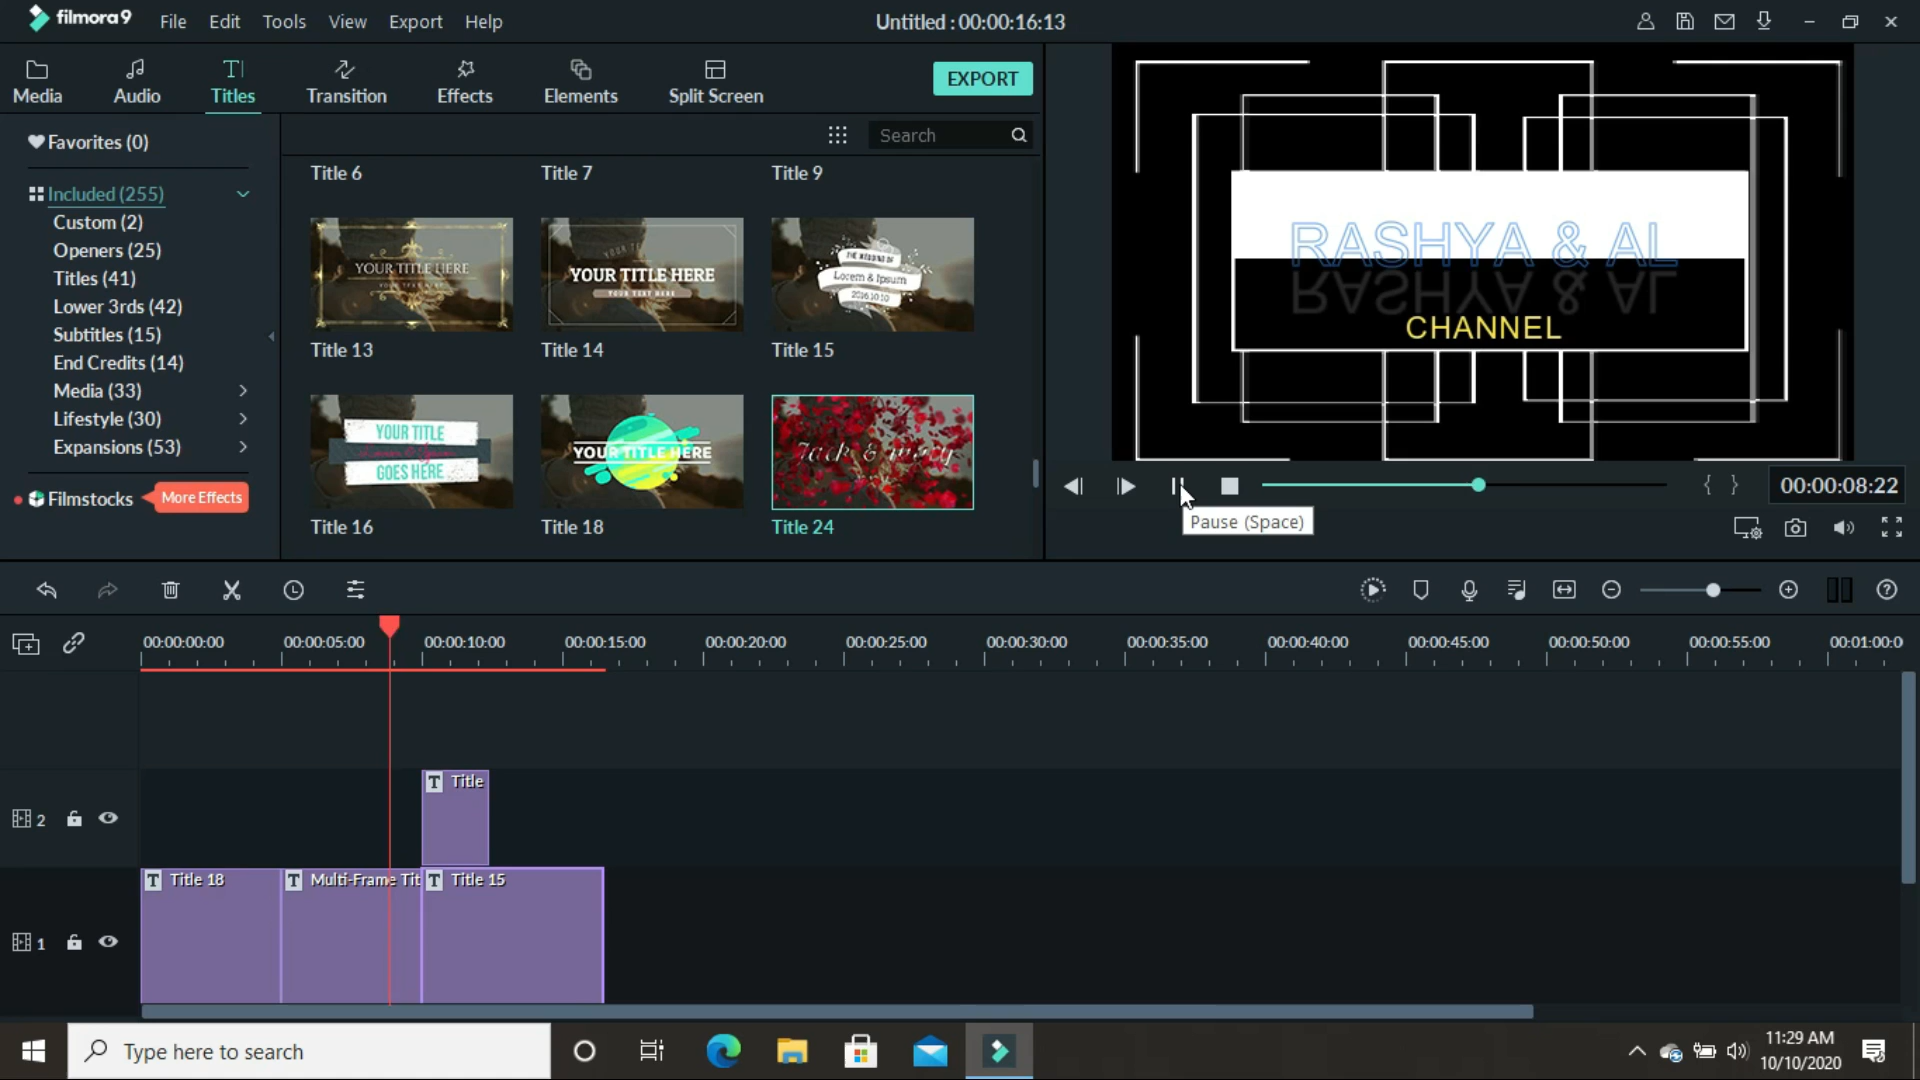 filmora9 File Edit Tools View Export Help Untitled : 00:00:16:13
Media Audio Titles Transition Effects Elements Split Screen EXPORT
Favorites (0)
Search
Included (255)
Custom (2)
Openers (25)
Titles (41)
Lower 3rds (42)
Subtitles (15)
End Credits (14)
Media (33)
Lifestyle (30)
Expansions (53)
Filmstocks More Effects
Title 6 Title 7 Title 9
YOUR TITLE HERE
YOUR TITLE HERE
YOUR TEXT HERE
THE WEDDING OF
Lorem & Ipsum
2016.10.10
Title 13 Title 14 Title 15
YOUR TITLE
GOES HERE
YOUR TITLE HERE
Jack & mary
Title 16 Title 18 Title 24
RASHYA & AL
RASHYA & AL
CHANNEL
{ } 00:00:08:22
Pause (Space)
00:00:00:00 00:00:05:00 00:00:10:00 00:00:15:00 00:00:20:00 00:00:25:00 00:00:30:00 00:00:35:00 00:00:40:00 00:00:45:00 00:00:50:00 00:00:55:00 00:01:00:0
2 T Title
1 T Title 18 T Multi-Frame Tit T Title 15
Type here to search
11:29 AM
10/10/2020